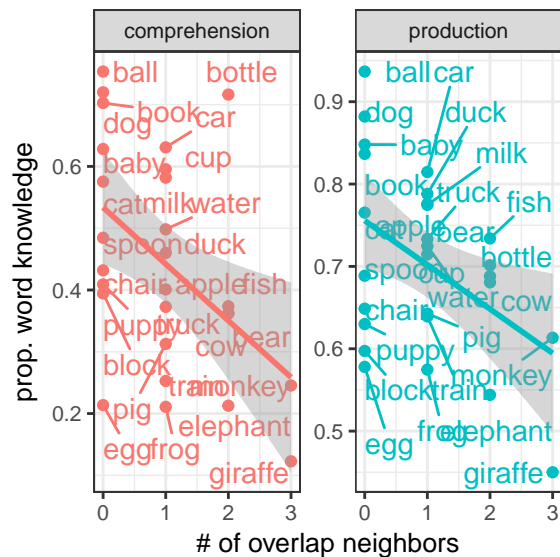 comprehension
production
prop. word knowledge
0.6
0.4
0.2
ball
bottle
book
car
dog
cup
baby
cat
milk
water
spoon
duck
chair
apple
fish
puppy
truck
bear
cow
block
train
monkey
pig
elephant
egg
frog
giraffe
0
1
2
3
0.9
0.8
0.7
0.6
0.5
ball
car
dog
duck
baby
milk
book
truck
fish
cat
apple
bear
bottle
spoon
cup
water
cow
chair
pig
puppy
monkey
block
train
egg
frog
elephant
giraffe
0
1
2
3
# of overlap neighbors